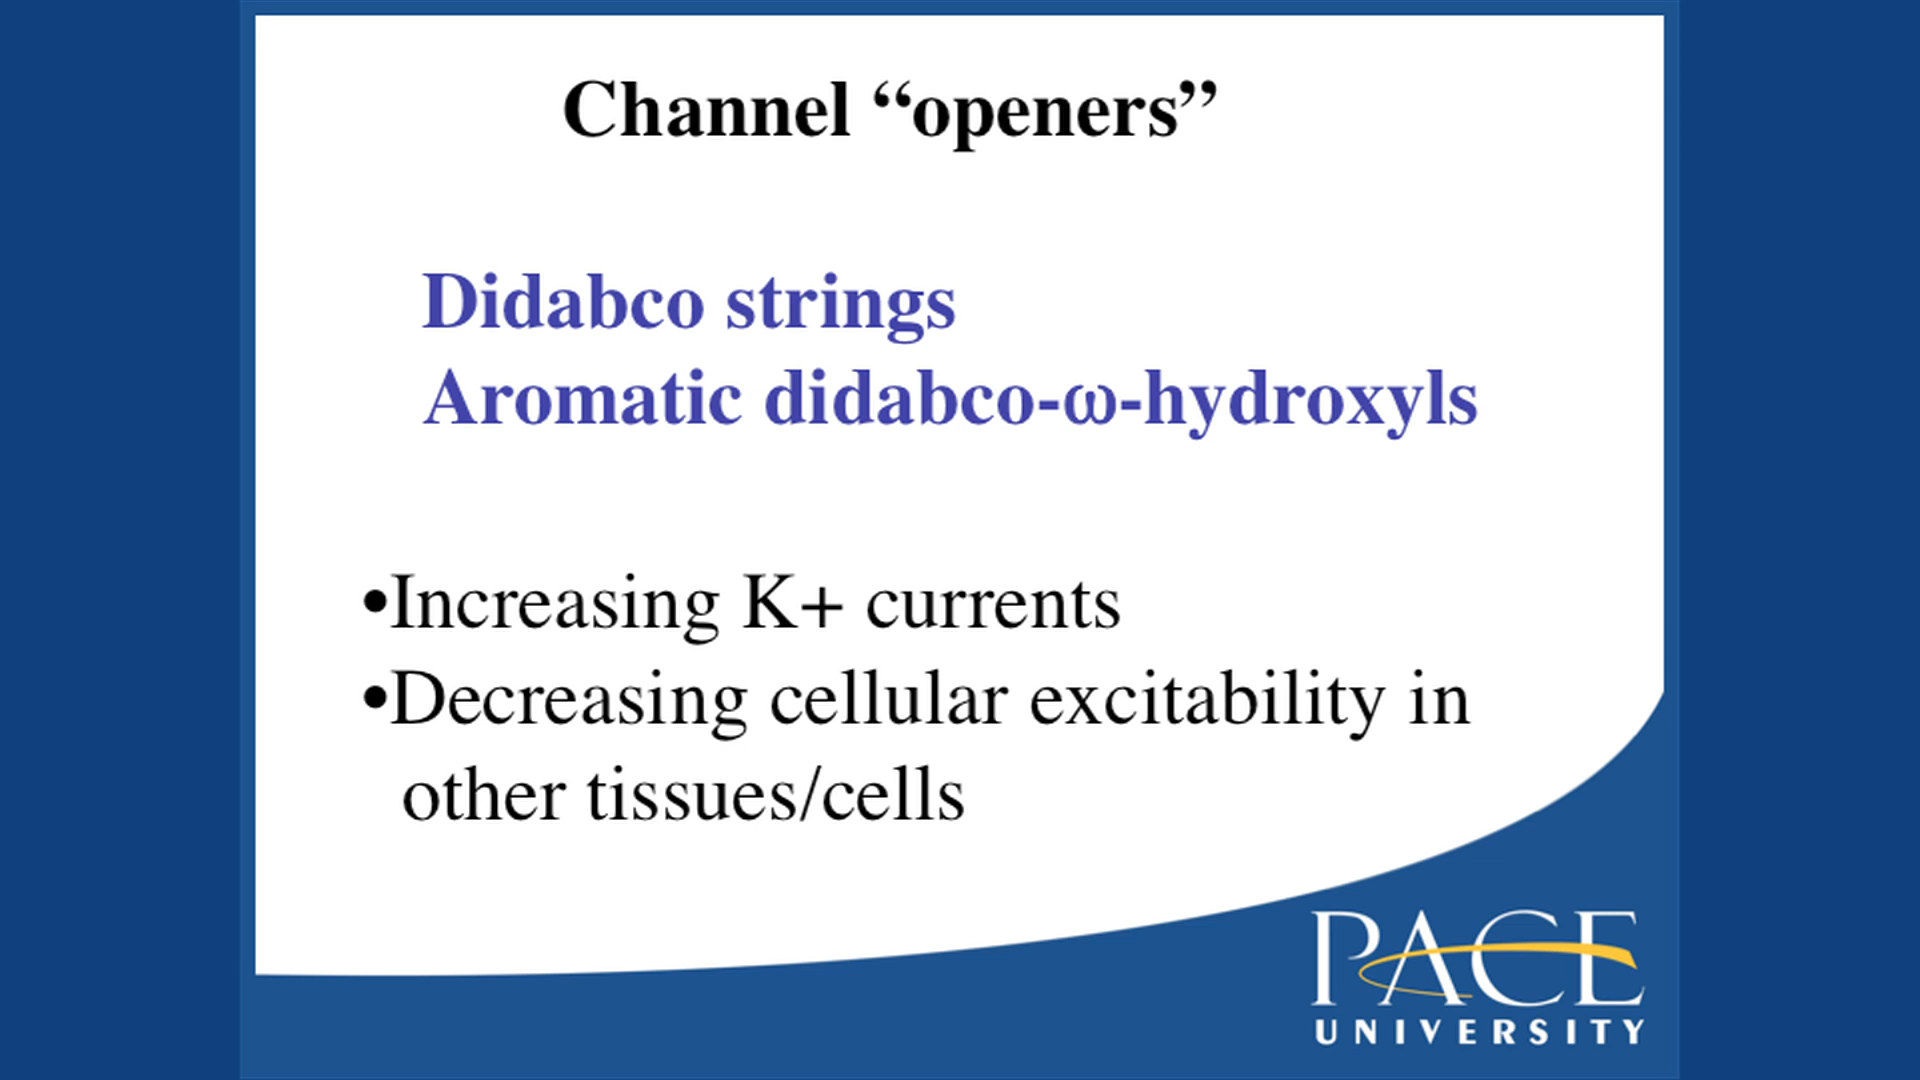 Channel “openers”
Didabco strings
Aromatic didabco-ω-hydroxyls
•Increasing K+ currents
•Decreasing cellular excitability in
other tissues/cells
PACE
UNIVERSITY